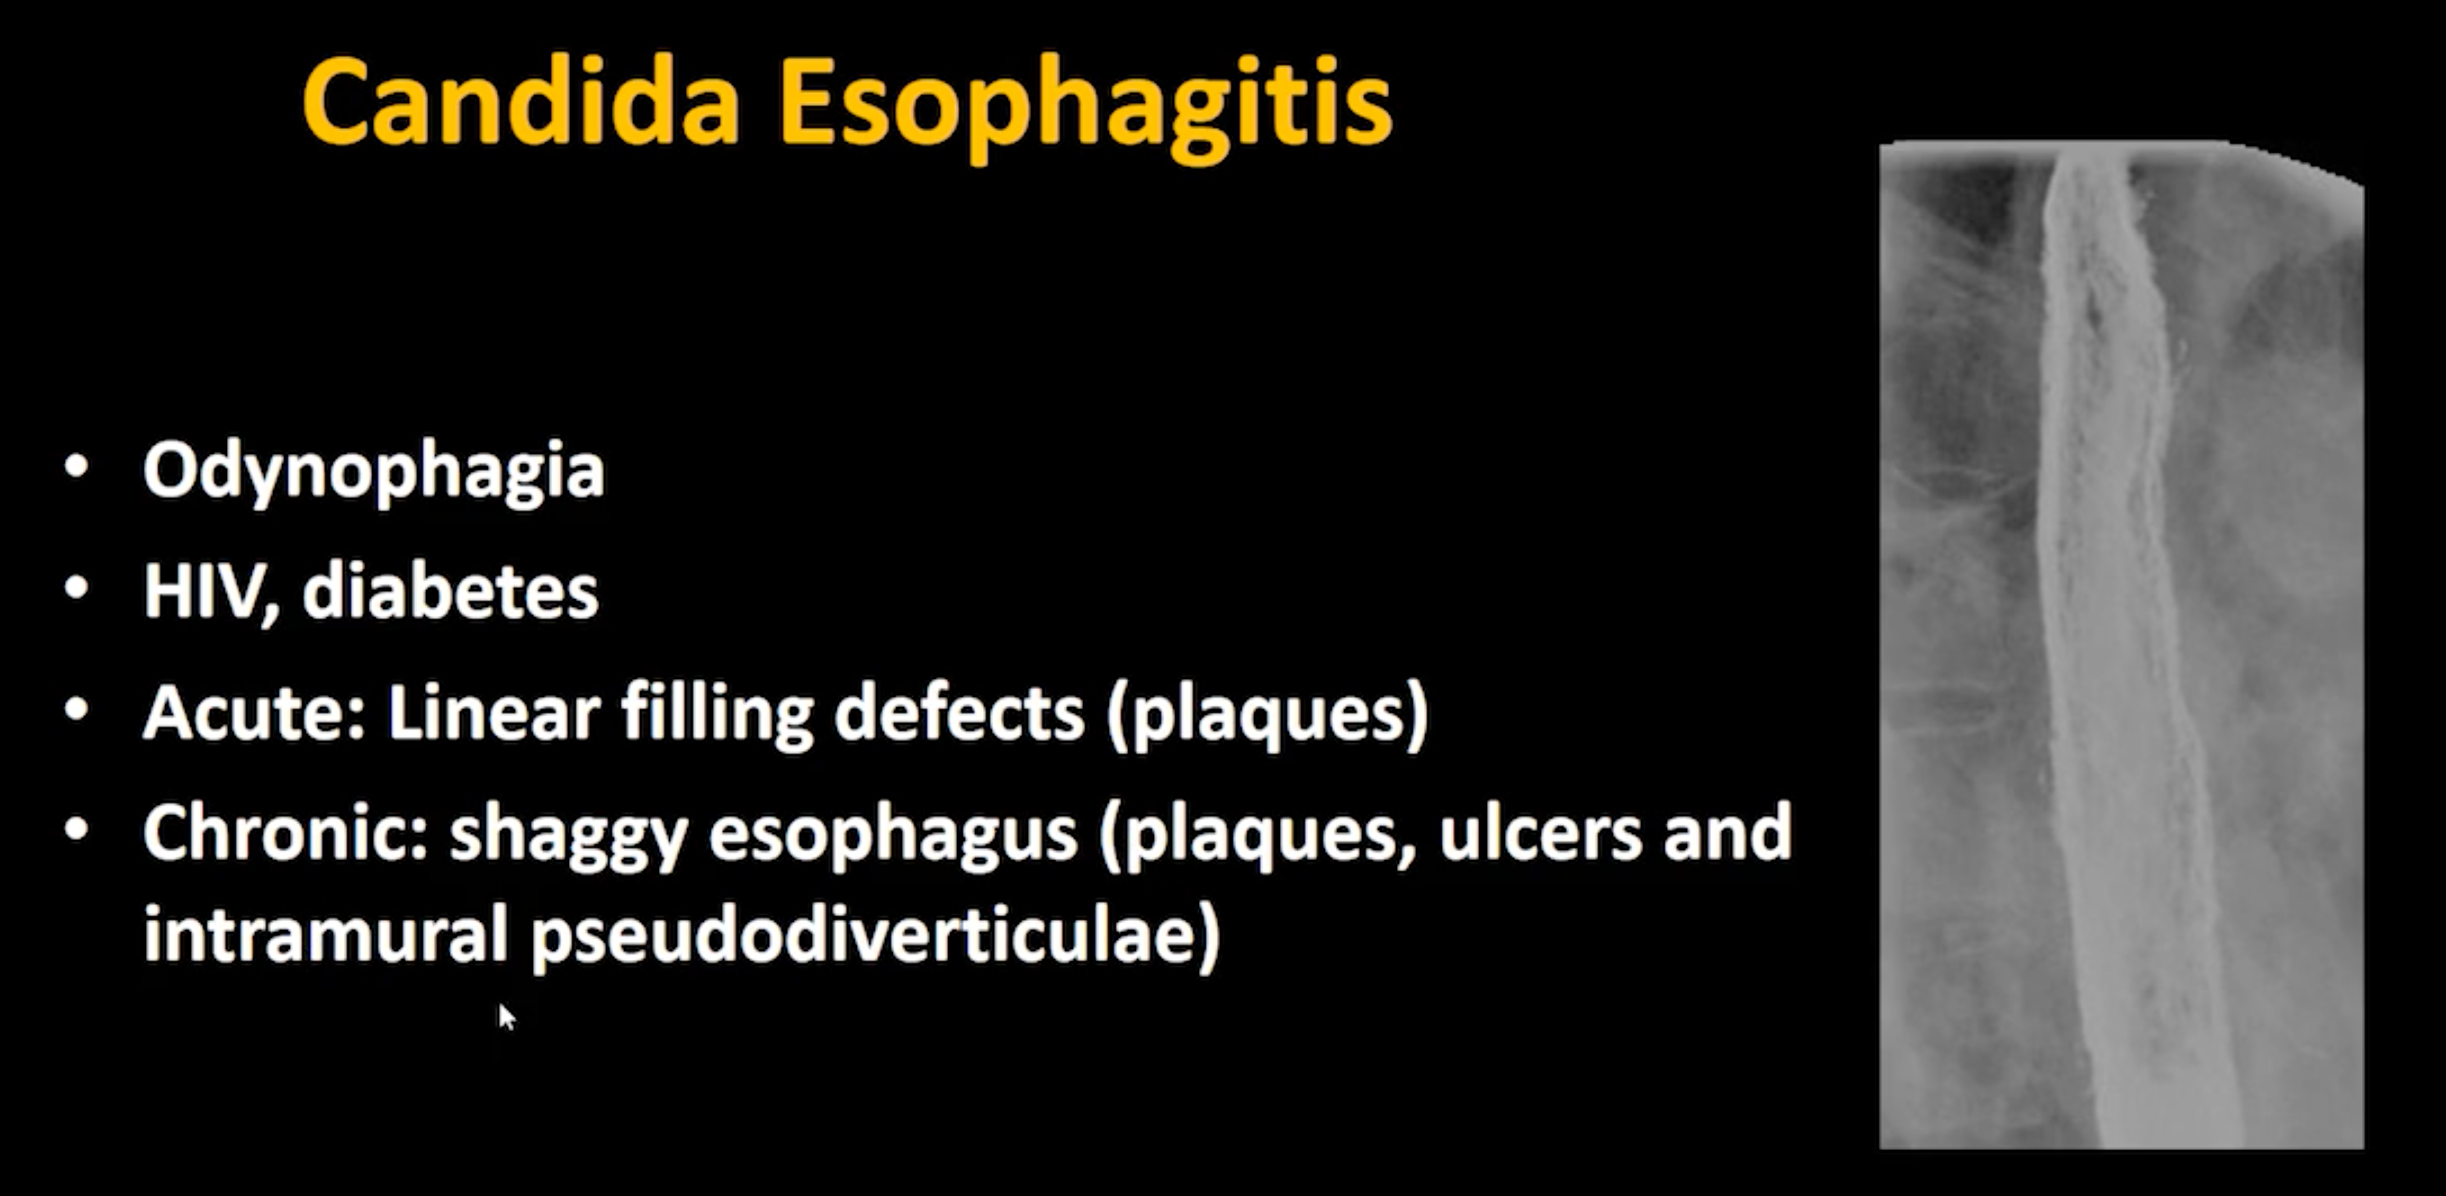 Candida Esophagitis
• Odynophagia
• HIV, diabetes
• Acute: Linear filling defects (plaques)
• Chronic: shaggy esophagus (plaques, ulcers and
intramural pseudodiverticulae)